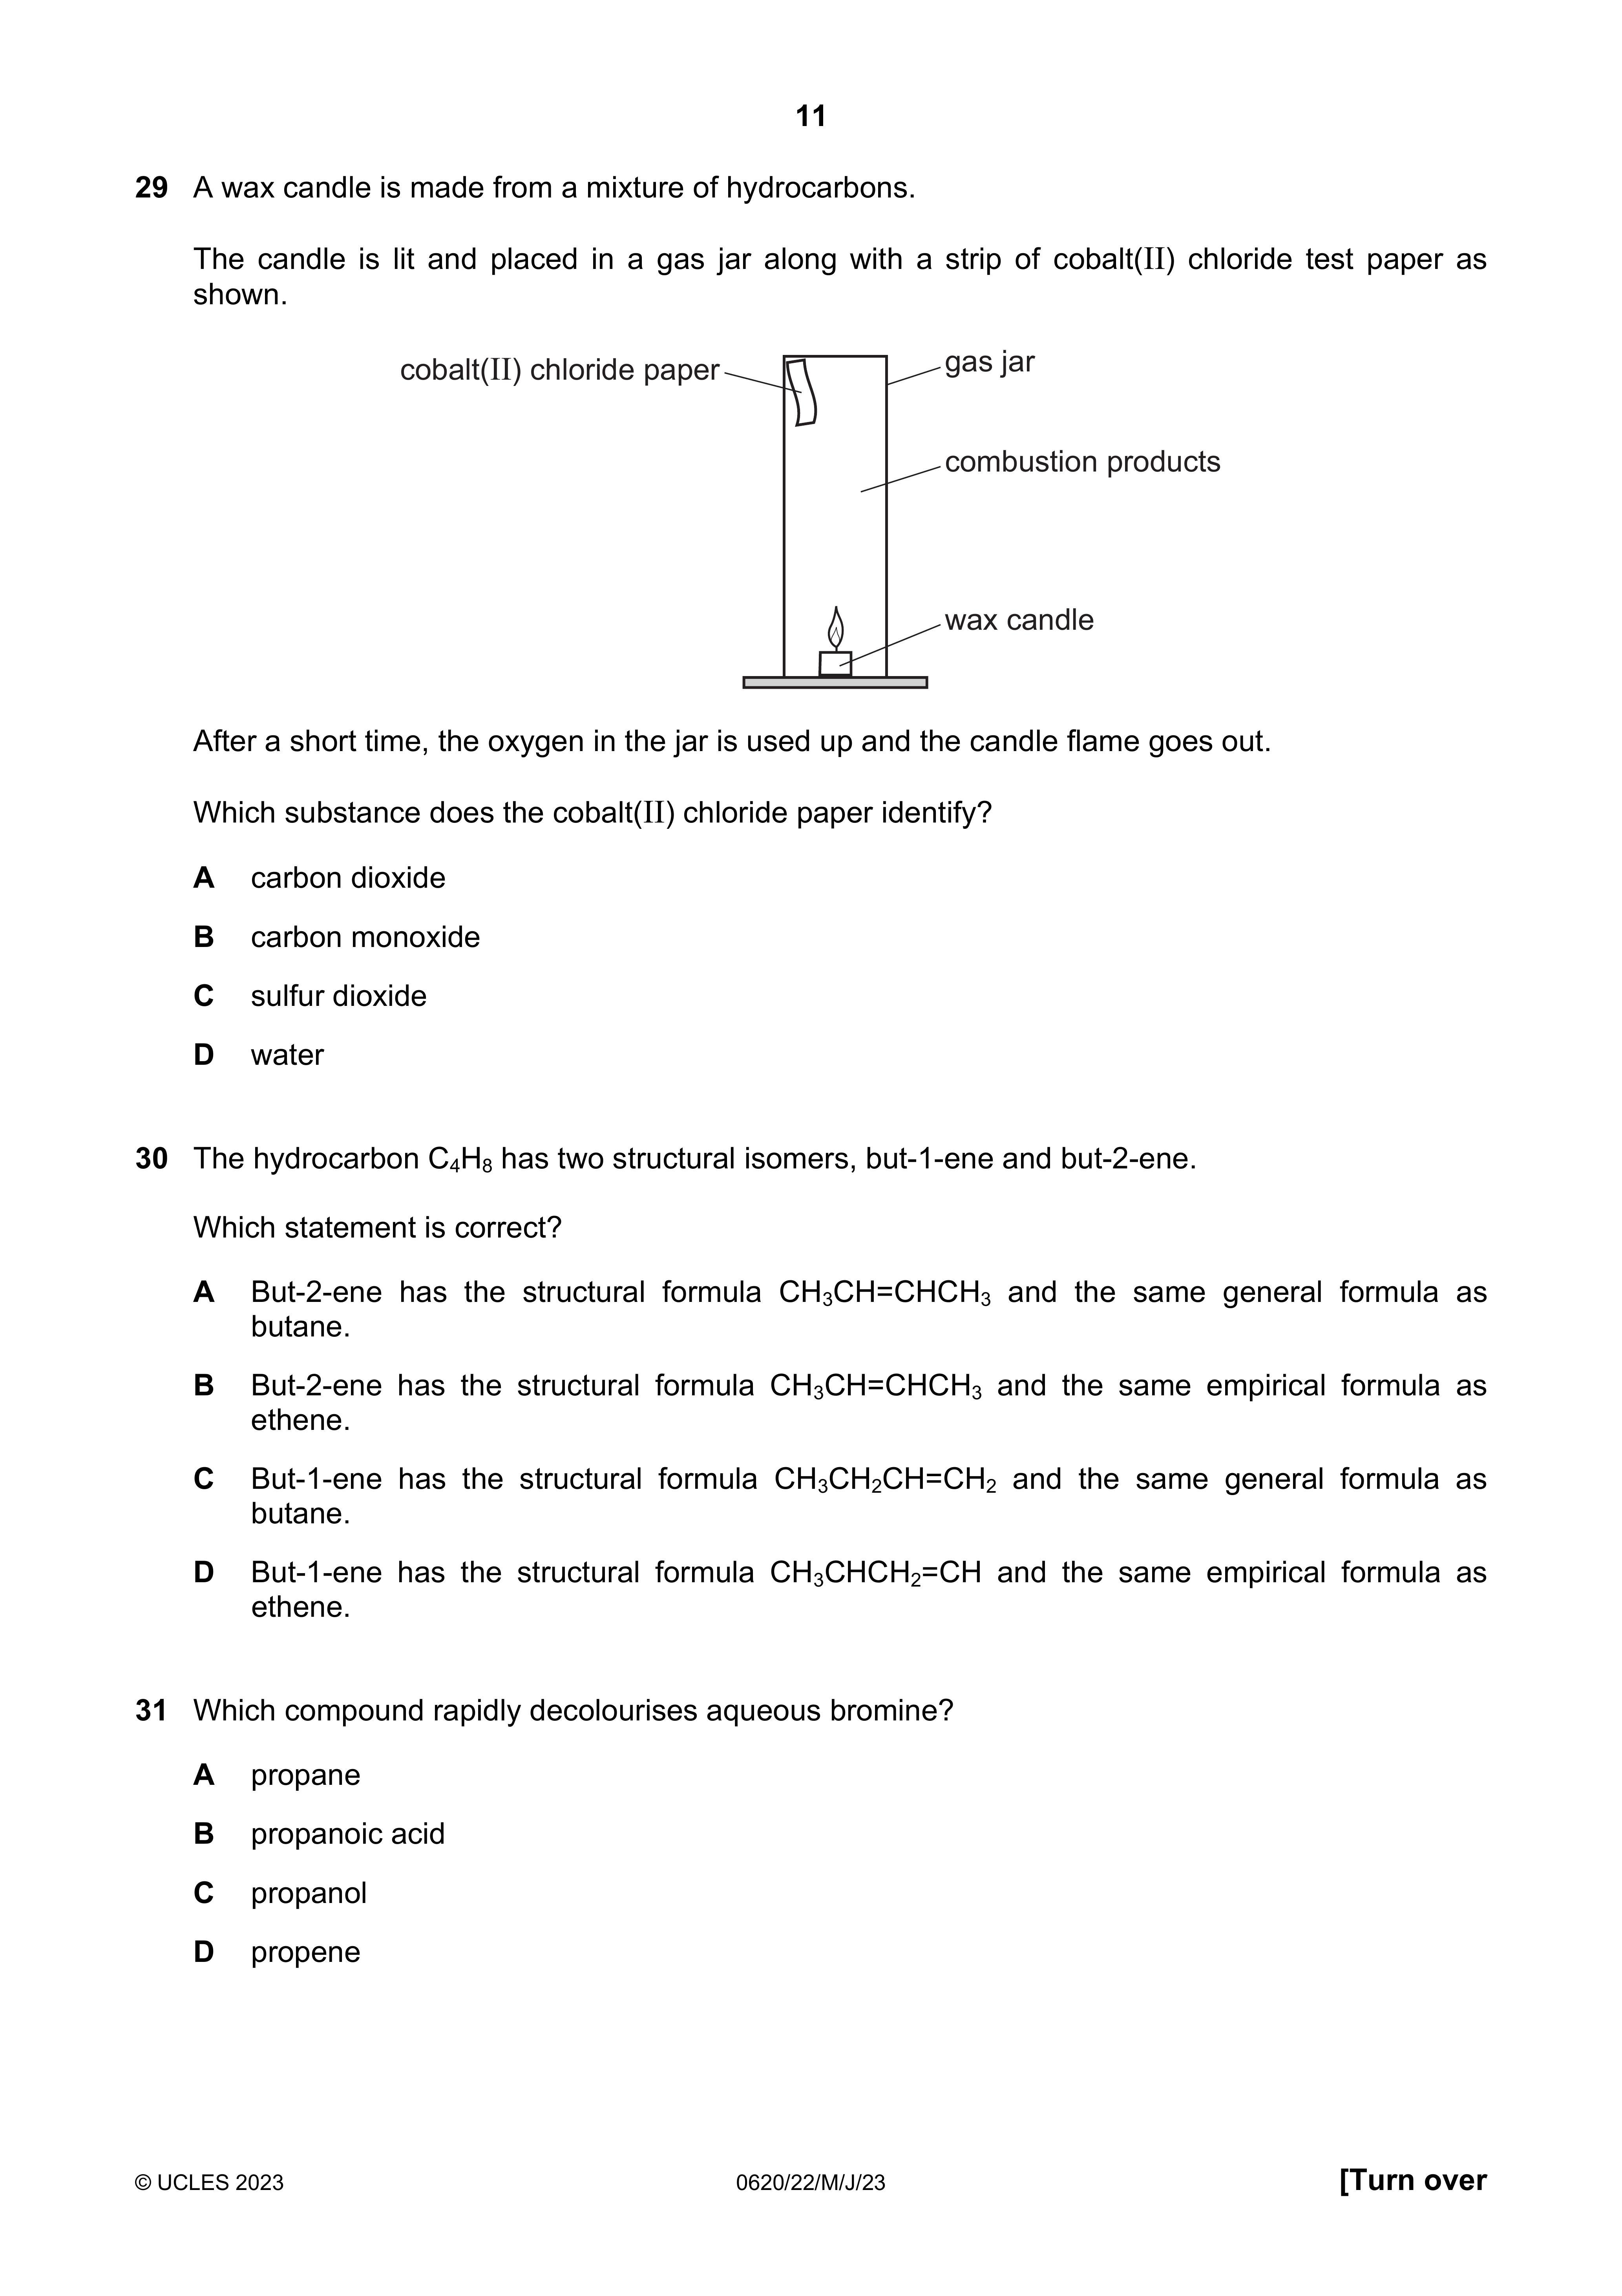 11
29 A wax candle is made from a mixture of hydrocarbons.
The candle is lit and placed in a gas jar along with a strip of cobalt(II) chloride test paper as
shown.
cobalt(II) chloride paper
gas jar
combustion products
wax candle
After a short time, the oxygen in the jar is used up and the candle flame goes out.
Which substance does the cobalt(II) chloride paper identify?
A carbon dioxide
B carbon monoxide
C sulfur dioxide
D water
30 The hydrocarbon C₄H₈ has two structural isomers, but-1-ene and but-2-ene.
Which statement is correct?
A But-2-ene has the structural formula CH₃CH=CHCH₃ and the same general formula as
butane.
B But-2-ene has the structural formula CH₃CH=CHCH₃ and the same empirical formula as
ethene.
C But-1-ene has the structural formula CH₃CH₂CH=CH₂ and the same general formula as
butane.
D But-1-ene has the structural formula CH₃CHCH₂=CH and the same empirical formula as
ethene.
31 Which compound rapidly decolourises aqueous bromine?
A propane
B propanoic acid
C propanol
D propene
© UCLES 2023
0620/22/M/J/23
[Turn over